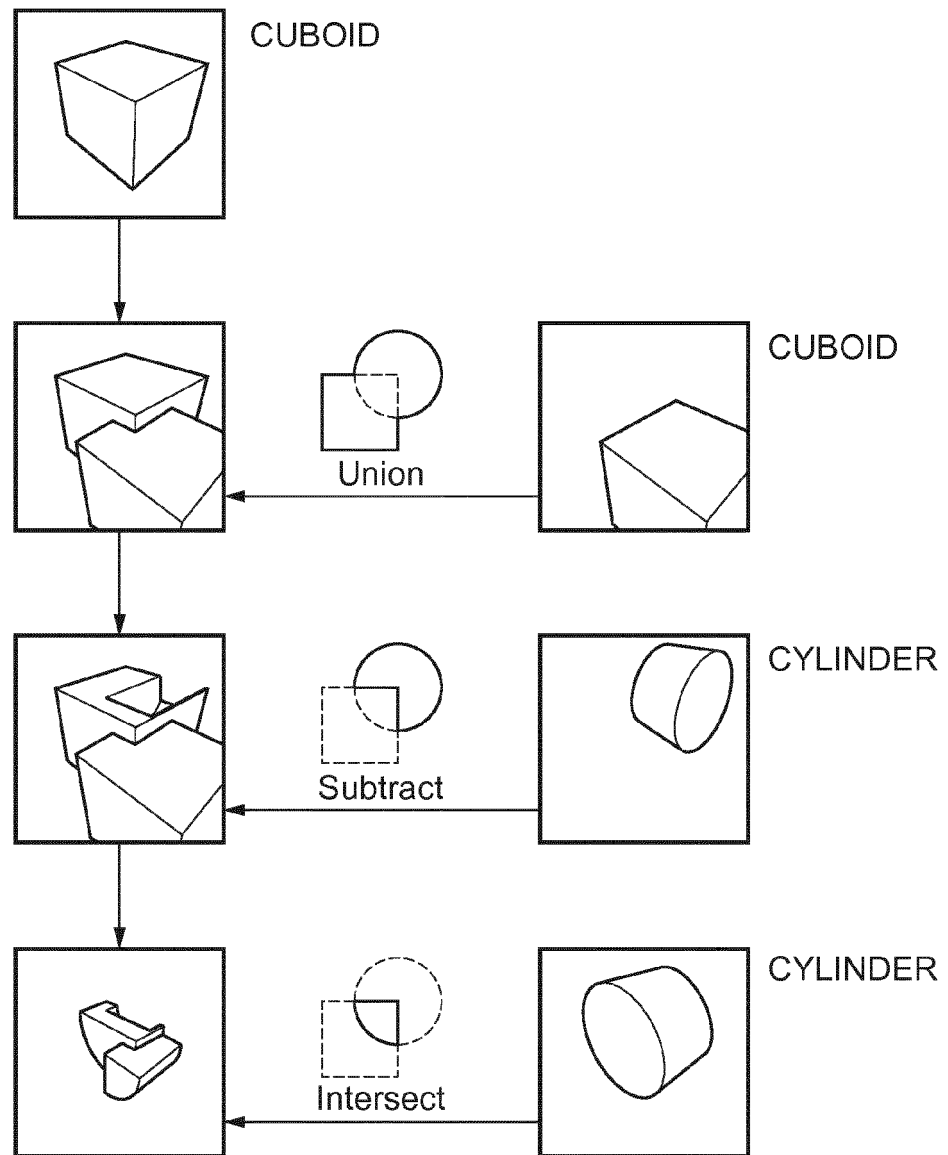 CUBOID
CUBOID
Union
CYLINDER
Subtract
CYLINDER
Intersect